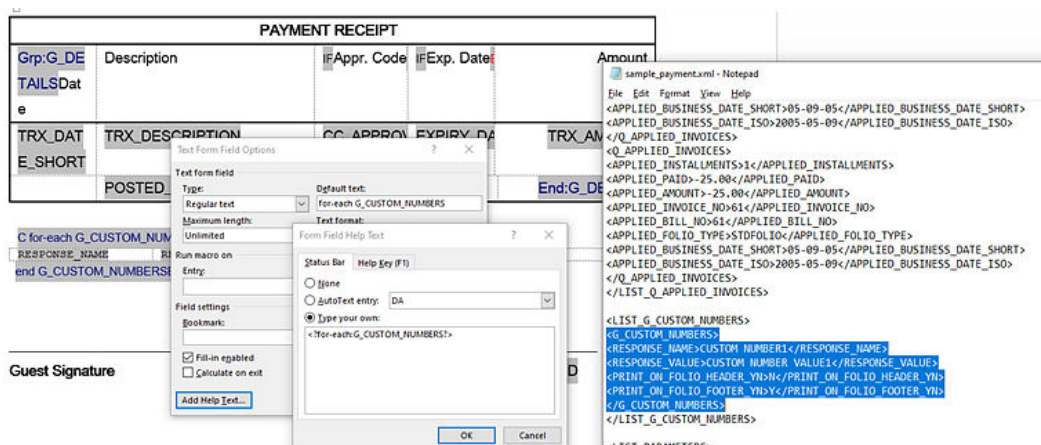 PAYMENT RECEIPT
Grp:G_DE
TAILSDat
e
Description
IFAppr. Code
IFExp. Date
Amount
TRX_DAT
E_SHORT
TRX_DESCRIPTION
CC_APPROV
EXPIRY_DA
TRX_AM
POSTED_
End:G_DE
C for-each G_CUSTOM_NUM
RESPONSE_NAME
end G_CUSTOM_NUMBERSE
Guest Signature
D
Text Form Field Options
? ×
Text form field
Type:
Default text:
Regular text
for-each G_CUSTOM_NUMBERS
Maximum length:
Text format:
Unlimited
Run macro on
Entry:
Field settings
Bookmark:
Fill-in enabled
Calculate on exit
Add Help Text...
Form Field Help Text
? ×
Status Bar
Help Key (F1)
None
AutoText entry: DA
Type your own:
<?for-each:G_CUSTOM_NUMBERS?>
OK
Cancel
sample_payment.xml - Notepad
File Edit Format View Help
<APPLIED_BUSINESS_DATE_SHORT>05-09-05</APPLIED_BUSINESS_DATE_SHORT>
<APPLIED_BUSINESS_DATE_ISO>2005-05-09</APPLIED_BUSINESS_DATE_ISO>
</Q_APPLIED_INVOICES>
<Q_APPLIED_INVOICES>
<APPLIED_INSTALLMENTS>1</APPLIED_INSTALLMENTS>
<APPLIED_PAID>-25.00</APPLIED_PAID>
<APPLIED_AMOUNT>-25.00</APPLIED_AMOUNT>
<APPLIED_INVOICE_NO>61</APPLIED_INVOICE_NO>
<APPLIED_BILL_NO>61</APPLIED_BILL_NO>
<APPLIED_FOLIO_TYPE>STDFOLIO</APPLIED_FOLIO_TYPE>
<APPLIED_BUSINESS_DATE_SHORT>05-09-05</APPLIED_BUSINESS_DATE_SHORT>
<APPLIED_BUSINESS_DATE_ISO>2005-05-09</APPLIED_BUSINESS_DATE_ISO>
</Q_APPLIED_INVOICES>
</LIST_Q_APPLIED_INVOICES>
<LIST_G_CUSTOM_NUMBERS>
<G_CUSTOM_NUMBERS>
<RESPONSE_NAME>CUSTOM NUMBER1</RESPONSE_NAME>
<RESPONSE_VALUE>CUSTOM NUMBER VALUE1</RESPONSE_VALUE>
<PRINT_ON_FOLIO_HEADER_YN>N</PRINT_ON_FOLIO_HEADER_YN>
<PRINT_ON_FOLIO_FOOTER_YN>Y</PRINT_ON_FOLIO_FOOTER_YN>
</G_CUSTOM_NUMBERS>
</LIST_G_CUSTOM_NUMBERS>